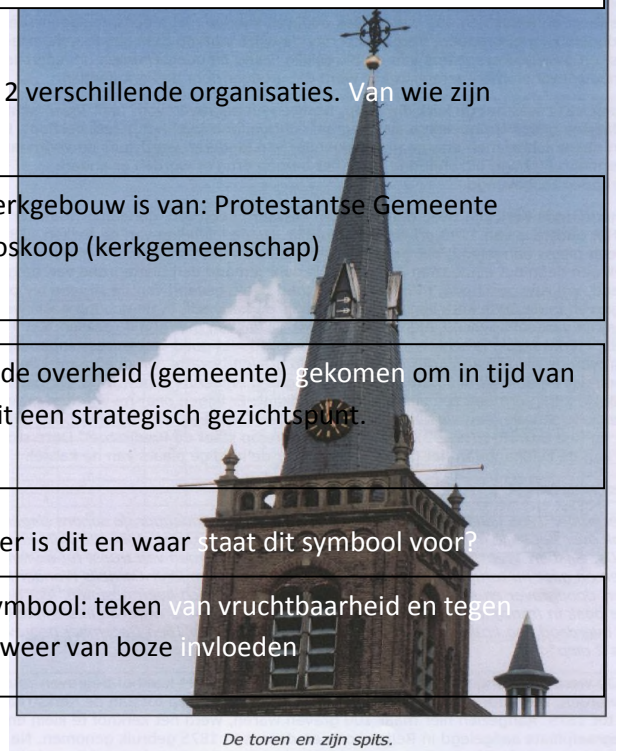 2 verschillende organisaties. Van wie zijn
erkgebouw is van: Protestantse Gemeente
oskoop (kerkgemeenschap)
de overheid (gemeente) gekomen om in tijd van
it een strategisch gezichtspunt.
er is dit en waar staat dit symbool voor?
ymbool: teken van vruchtbaarheid en tegen
weer van boze invloeden
De toren en zijn spits.